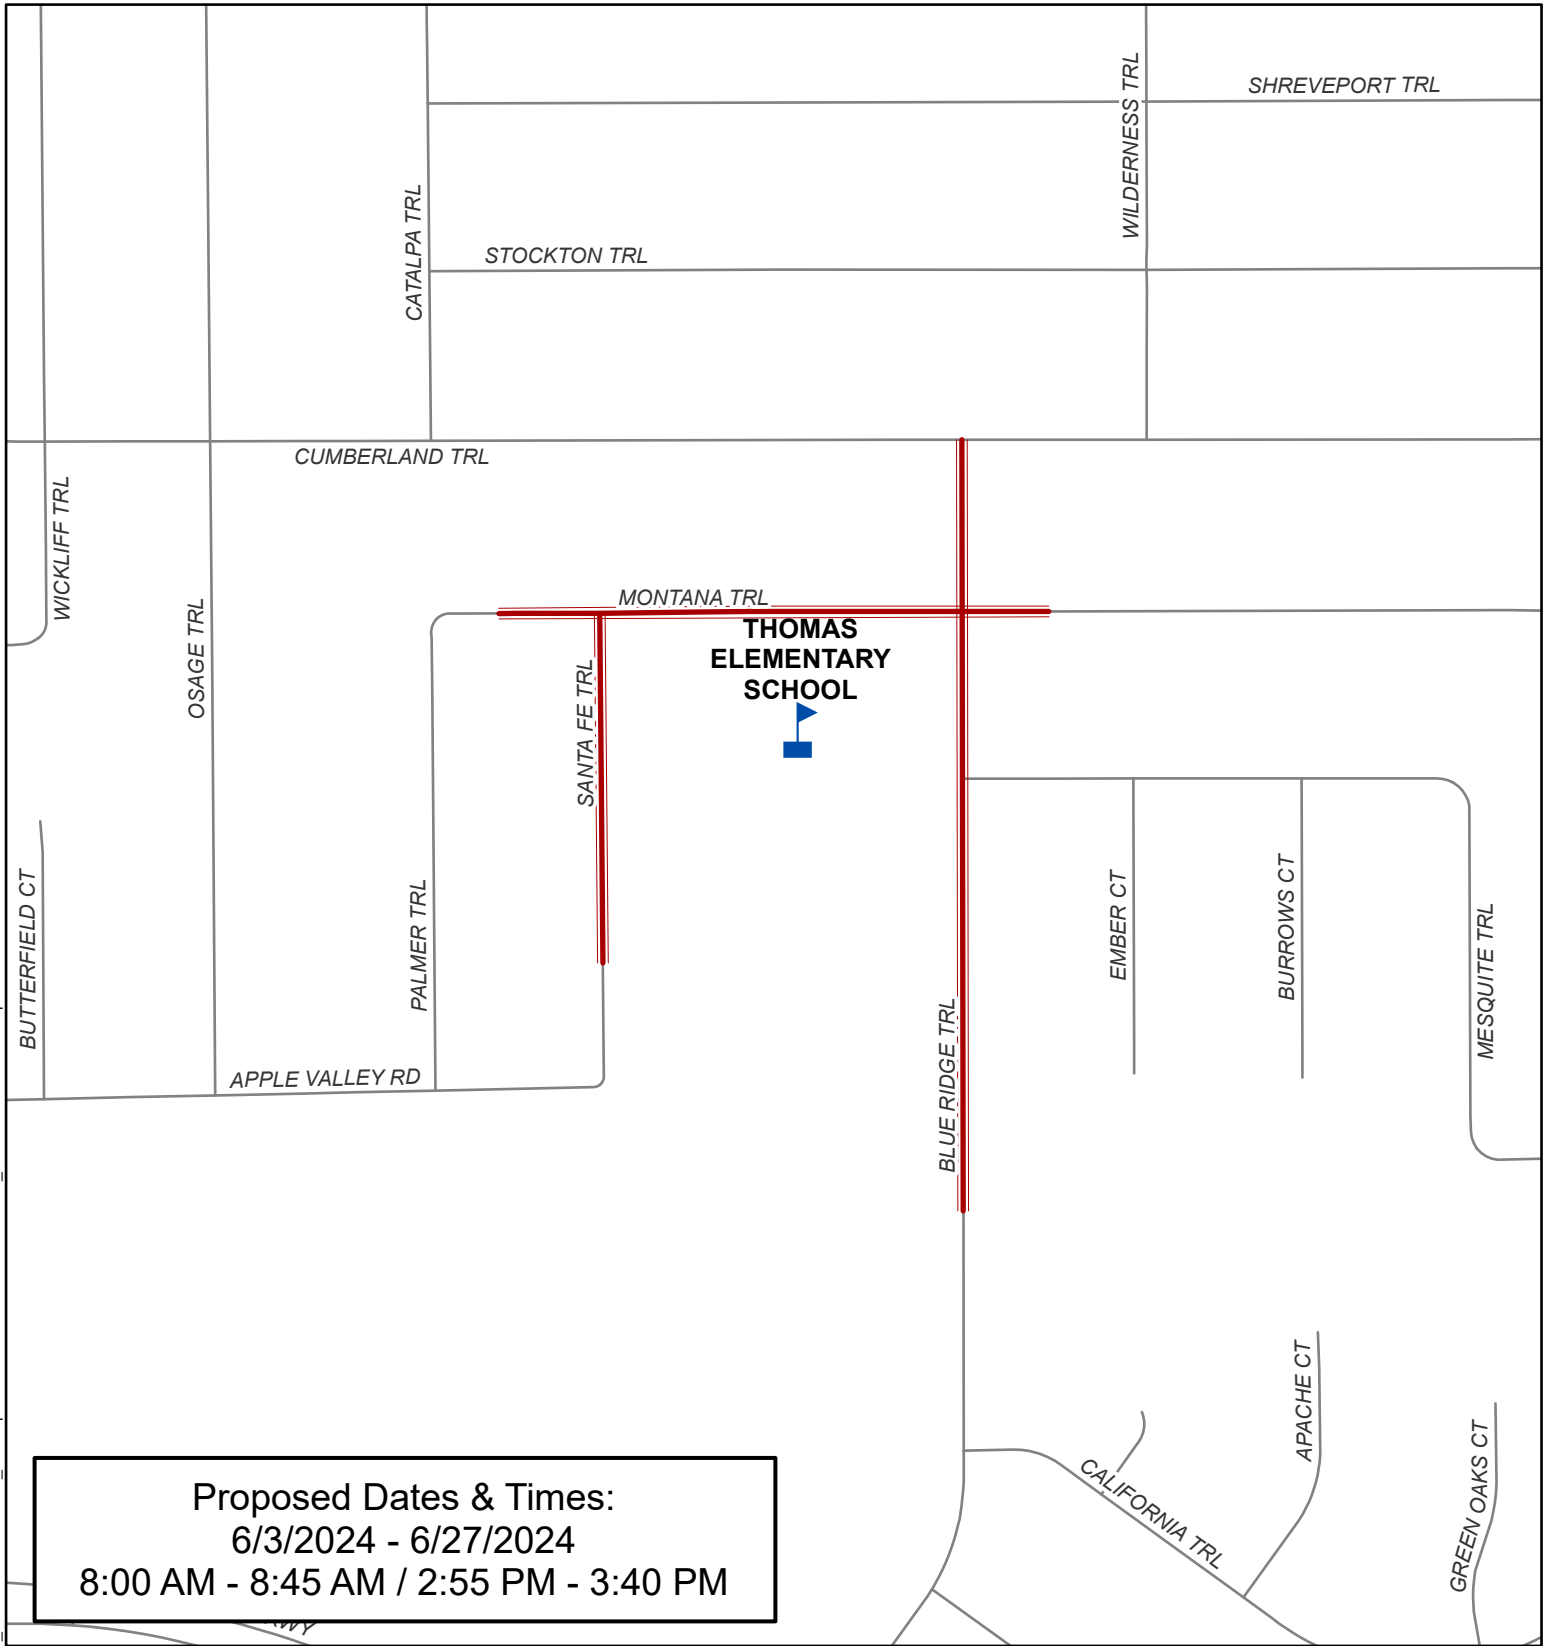 SHREVEPORT TRL
WILDERNESS TRL
CATALPA TRL
STOCKTON TRL
CUMBERLAND TRL
WICKLIFF TRL
MONTANA TRL
OSAGE TRL
THOMAS
ELEMENTARY
SCHOOL
SANTA FE TRL
BUTTERFIELD CT
PALMER TRL
EMBER CT
BURROWS CT
MESQUITE TRL
BLUE RIDGE TRL
APPLE VALLEY RD
APACHE CT
GREEN OAKS CT
CALIFORNIA TRL
Proposed Dates & Times:
6/3/2024 - 6/27/2024
8:00 AM - 8:45 AM / 2:55 PM - 3:40 PM